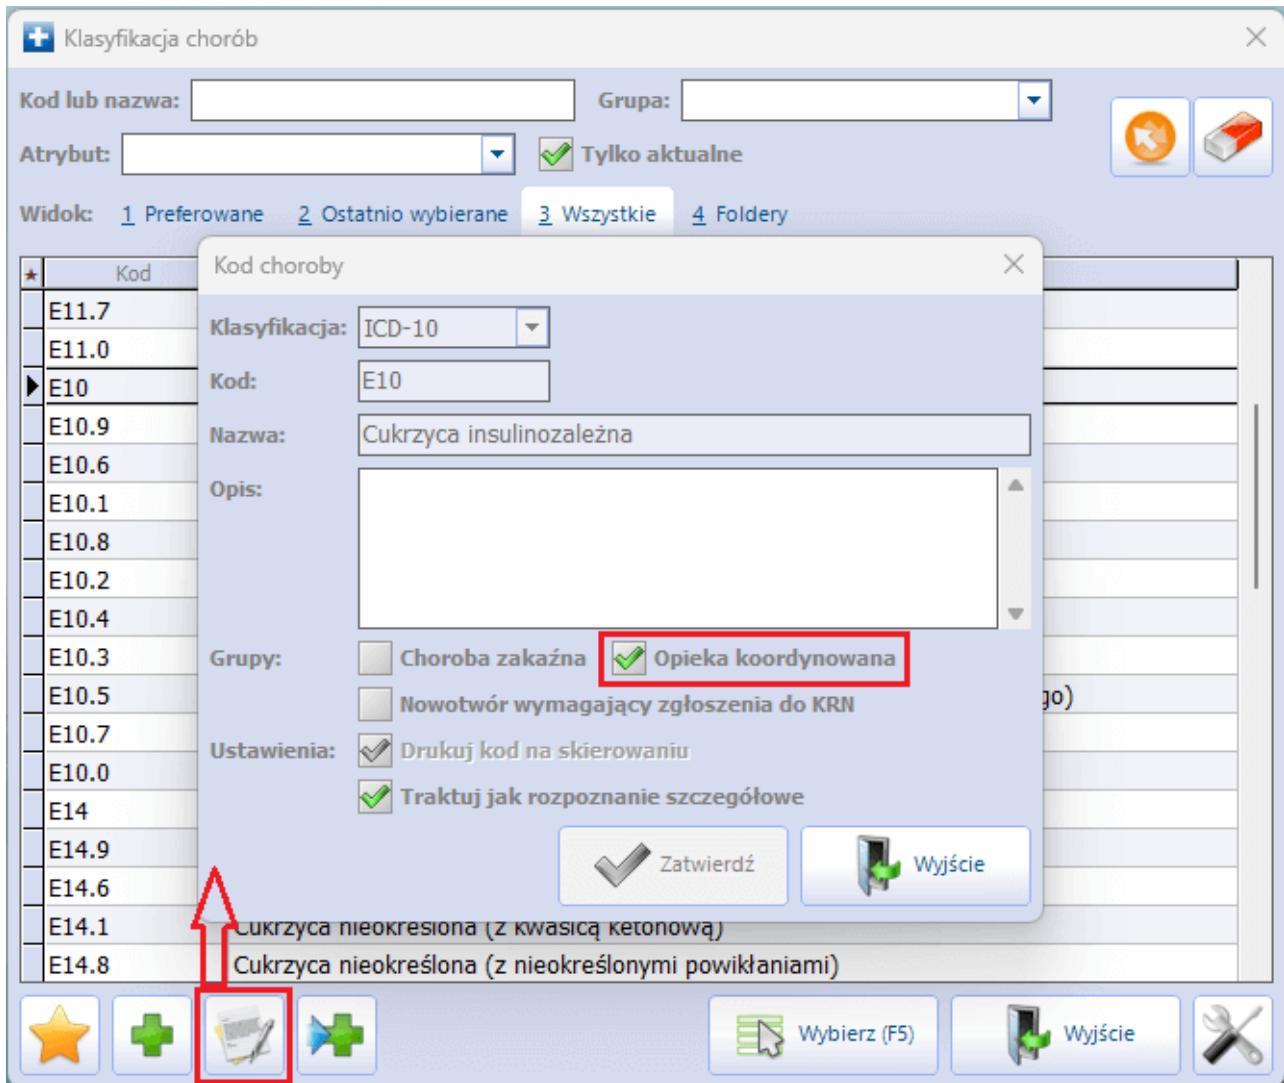 Klasyfikacja chorób
Kod lub nazwa: Grupa:
Atrybut: Tylko aktualne
Widok: 1 Preferowane 2 Ostatnio wybierane 3 Wszystkie 4 Foldery
Kod
Kod choroby
E11.7
Klasyfikacja: ICD-10
E11.0
E10
Kod: E10
E10.9
Nazwa: Cukrzyca insulinozależna
E10.6
Opis:
E10.1
E10.8
E10.2
E10.4
E10.3
Grupy: Choroba zakaźna Opieka koordynowana
E10.5
go)
Nowotwór wymagający zgłoszenia do KRN
E10.7
Ustawienia: Drukuj kod na skierowaniu
E10.0
Traktuj jak rozpoznanie szczegółowe
E14
E14.9
Zatwierdź Wyjście
E14.6
E14.1 Cukrzyca nieokreślona (z kwasicą ketonową)
E14.8 Cukrzyca nieokreślona (z nieokreślonymi powikłaniami)
Wybierz (F5) Wyjście